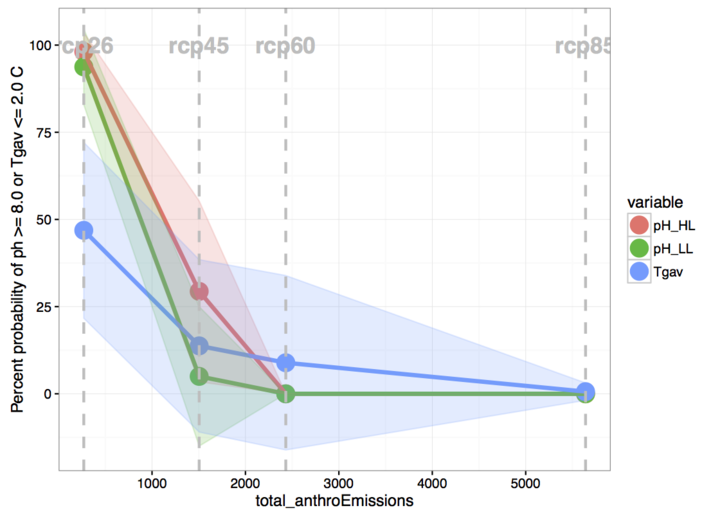 rcp26 rcp45 rcp60 rcp85
100
75
50
25
0
Percent probability of ph >= 8.0 or Tgav <= 2.0 C
1000 2000 3000 4000 5000
total_anthroEmissions
variable
pH_HL
pH_LL
Tgav